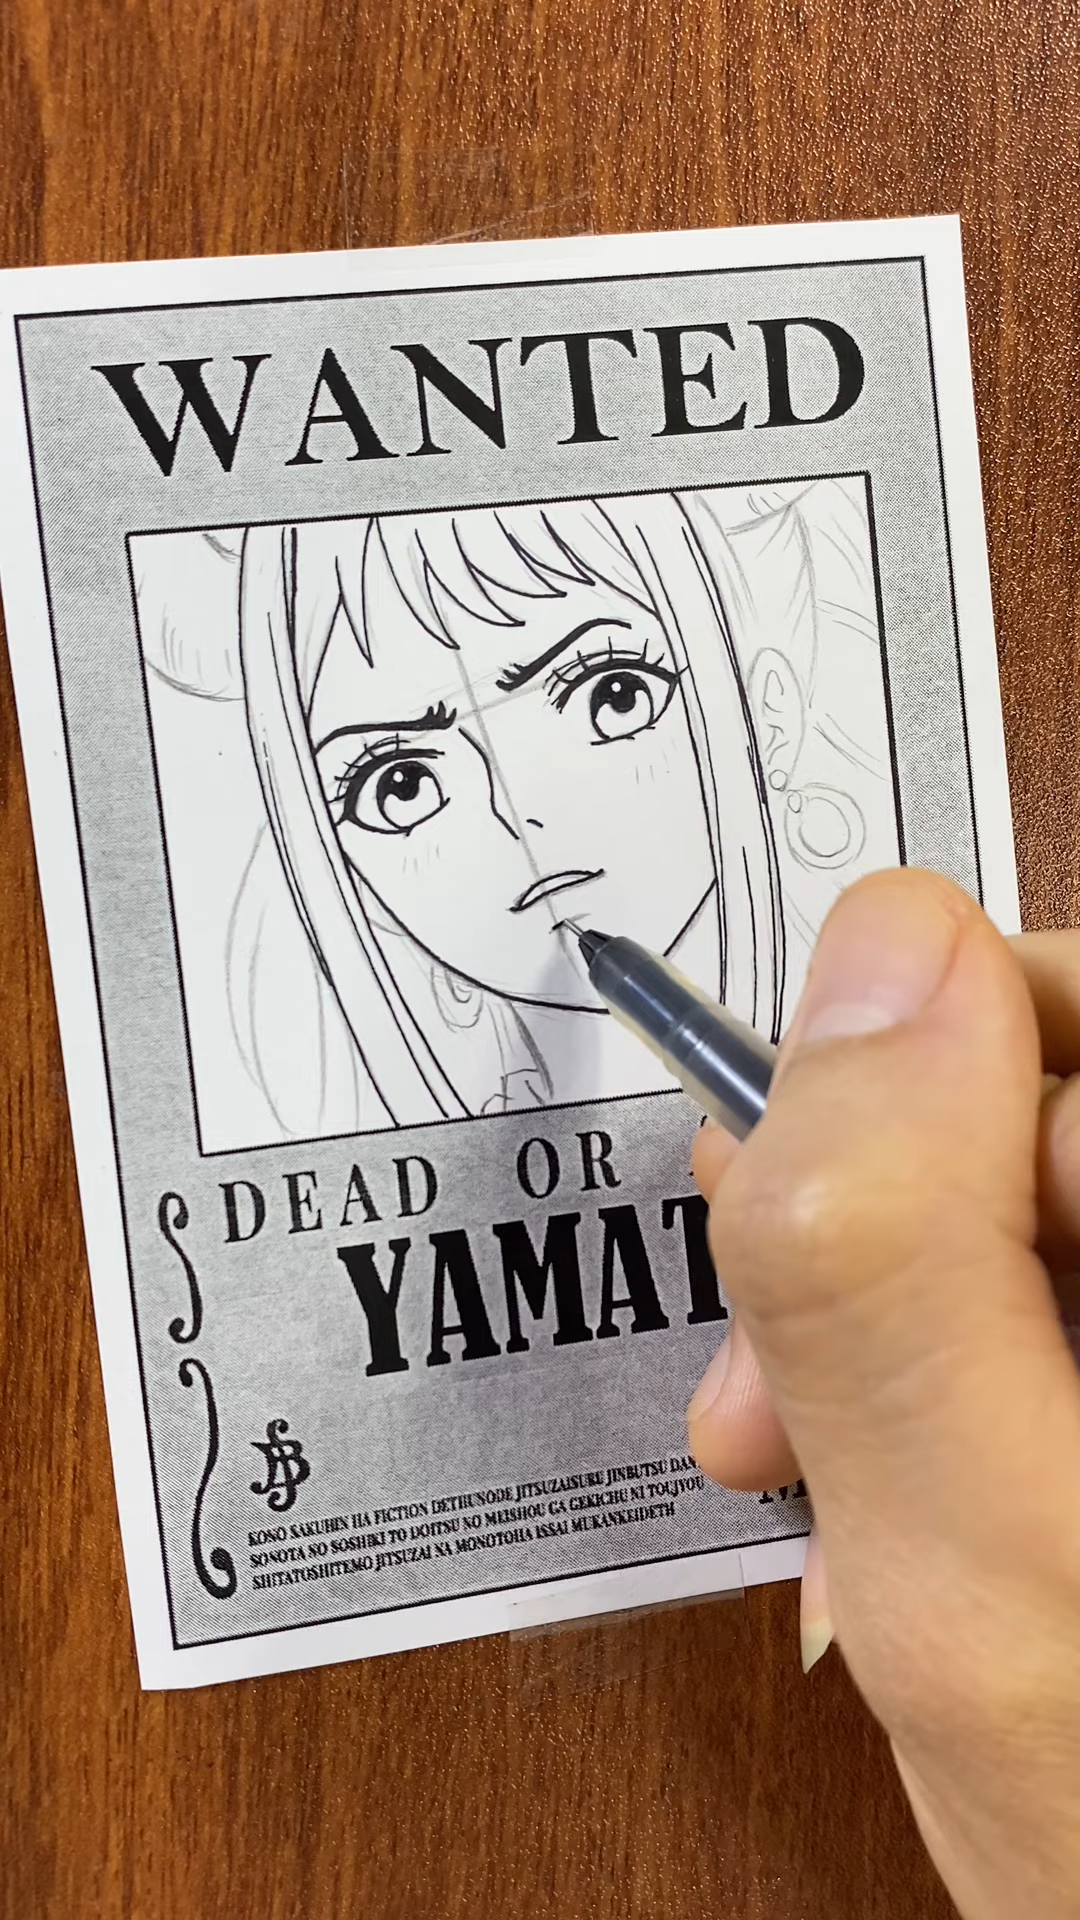 WANTED
DEAD OR
YAMAT
KONO SAKUHIN HA FICTION DETHUNODE JITSUZAISURU JINBUTSU DAN
SONOTA NO SOSHIKI TO DOITSU NO MEISHOU GA GEKICHU NI TOUJYOU
SHITATOSHITEMO JITSUZAI NA MONOTOHA ISSAI MUKANKEIDETH